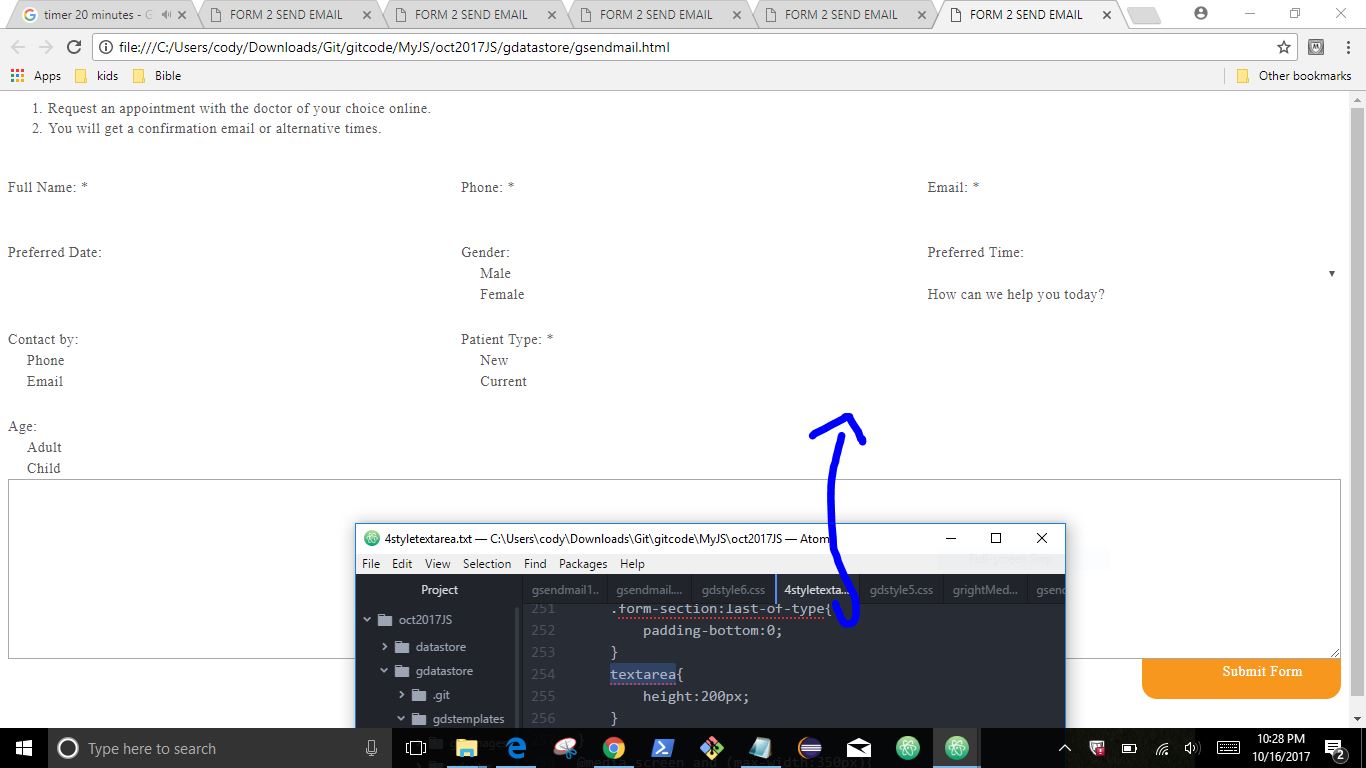 timer 20 minutes - G
FORM 2 SEND EMAIL
FORM 2 SEND EMAIL
FORM 2 SEND EMAIL
FORM 2 SEND EMAIL
FORM 2 SEND EMAIL
file:///C:/Users/cody/Downloads/Git/gitcode/MyJS/oct2017JS/gdatastore/gsendmail.html
Apps kids Bible Other bookmarks
1. Request an appointment with the doctor of your choice online.
2. You will get a confirmation email or alternative times.
Full Name: * Phone: * Email: *
Preferred Date: Gender: Preferred Time:
Male
Female How can we help you today?
Contact by: Patient Type: *
Phone New
Email Current
Age:
Adult
Child
4styletextarea.txt — C:\Users\cody\Downloads\Git\gitcode\MyJS\oct2017JS — Atom
File Edit View Selection Find Packages Help
Project gsendmail1.. gsendmail.... gdstyle6.css 4styletexta... gdstyle5.css grightMed... gsend
oct2017JS
datastore
gdatastore
.git
gdstemplates
251 .form-section:last-of-type{
252 padding-bottom:0;
253 }
254 textarea{
255 height:200px;
256 }
Submit Form
Type here to search
@media screen and (max-width:350px){
10:28 PM
10/16/2017
2